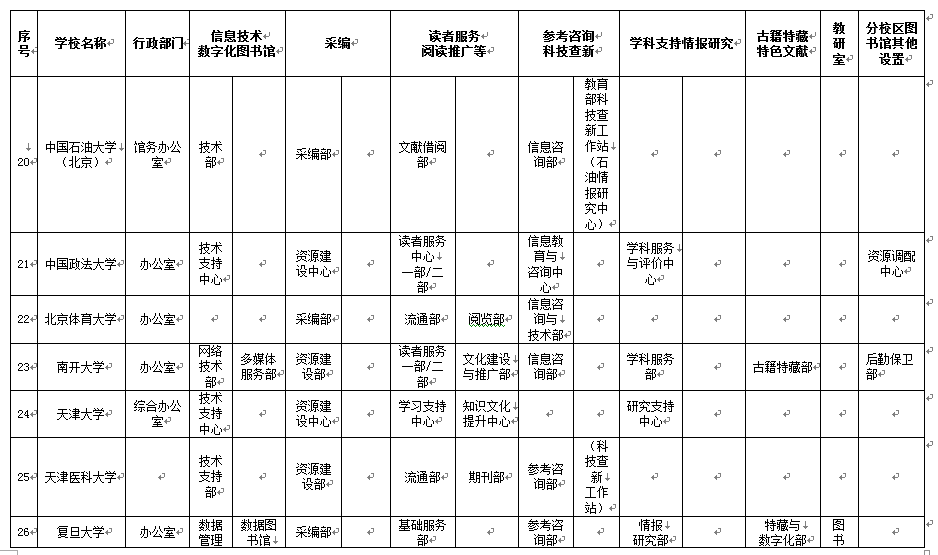 序号 学校名称 行政部门 信息技术数字化图书馆 采编 读者服务阅读推广等 参考咨询科技查新 学科支持情报研究 古籍特藏特色文献 教研室 分校区图书馆其他设置
20 中国石油大学（北京） 馆务办公室 技术部 采编部 文献借阅部 信息咨询部 教育部科技查新工作站（石油情报研究中心）
21 中国政法大学 办公室 技术支持中心 资源建设中心 读者服务中心一部/二部 信息教育与咨询中心 学科服务与评价中心 资源调配中心
22 北京体育大学 办公室 采编部 流通部 阅览部 信息咨询与技术部
23 南开大学 办公室 网络技术部 多媒体服务部 资源建设部 读者服务一部/二部 文化建设与推广部 信息咨询部 学科服务部 古籍特藏部 后勤保卫部
24 天津大学 综合办公室 技术支持中心 资源建设中心 学习支持中心 知识文化提升中心 研究支持中心
25 天津医科大学 技术支持部 资源建设部 流通部 期刊部 参考咨询部 （科技查新工作站）
26 复旦大学 办公室 数据管理 数据图书馆 采编部 基础服务部 参考咨询部 情报研究部 特藏与数字化部 图书